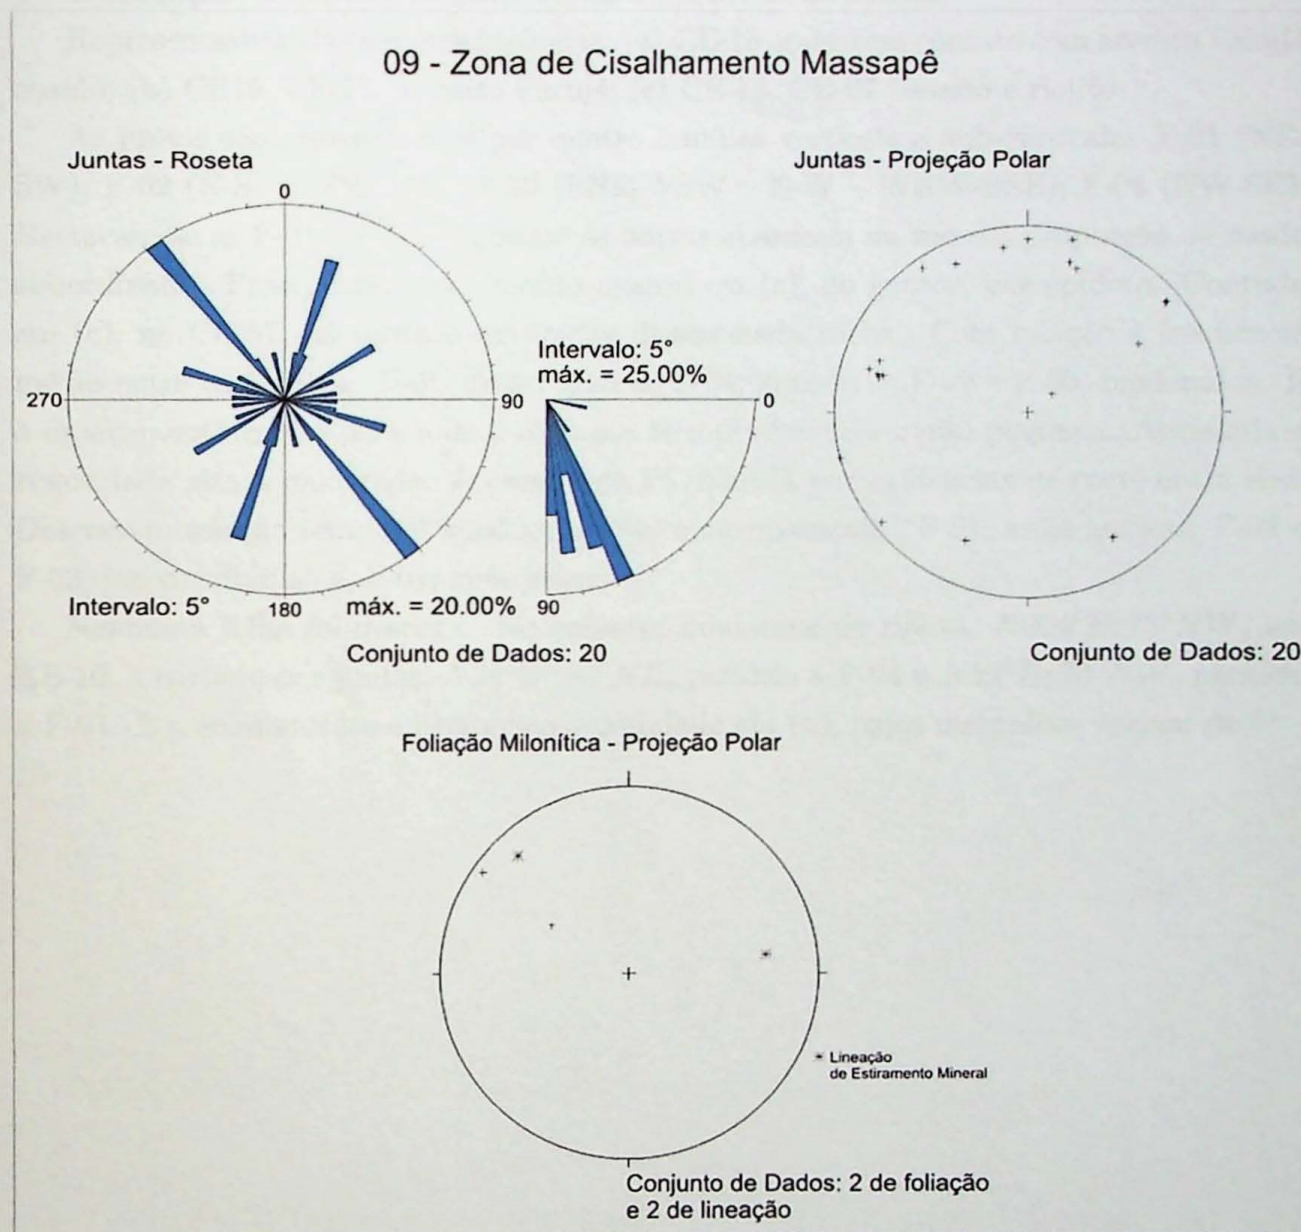 09 - Zona de Cisalhamento Massapê
Juntas - Roseta
Juntas - Projeção Polar
0
270
90
Intervalo: 5°
máx. = 25.00%
0
Intervalo: 5°
180
máx. = 20.00%
90
Conjunto de Dados: 20
Conjunto de Dados: 20
Foliação Milonítica - Projeção Polar
Lineação
de Estiramento Mineral
Conjunto de Dados: 2 de foliação
e 2 de lineação